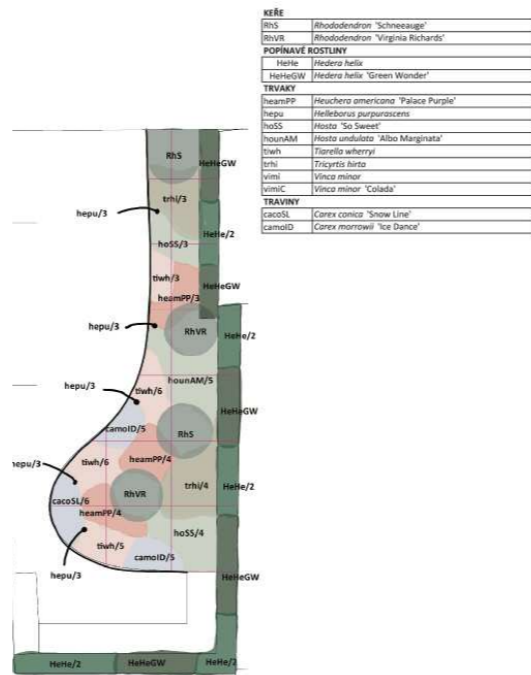 KEŘE
RhS Rhododendron 'Schneeauge'
RhVR Rhododendron 'Virginia Richards'
POPÍNAVÉ ROSTLINY
HeHe Hedera helix
HeHeGW Hedera helix 'Green Wonder'
TRVAKY
heamPP Heuchera americana 'Palace Purple'
hepu Helleborus purpurascens
hoSS Hosta 'So Sweet'
hounAM Hosta undulata 'Albo Marginata'
tiwh Tiarella wherryi
trhi Tricyrtis hirta
vimi Vinca minor
vimiC Vinca minor 'Colada'
TRAVINY
cacoSL Carex conica 'Snow Line'
camoID Carex morrowii 'Ice Dance'
RhS
HeHeGW
trhi/3
hepu/3
HeHe/2
hoSS/3
tiwh/3
HeHeGW
heamPP/3
hepu/3
RhVR
HeHe/2
hepu/3
hounAM/5
tiwh/6
HeHeGW
camoID/5
RhS
heamPP/4
tiwh/6
hepu/3
trhi/4
HeHe/2
RhVR
cacoSL/6
heamPP/4
hoSS/4
tiwh/5
camoID/5
hepu/3
HeHeGW
HeHe/2
HeHeGW
HeHe/2